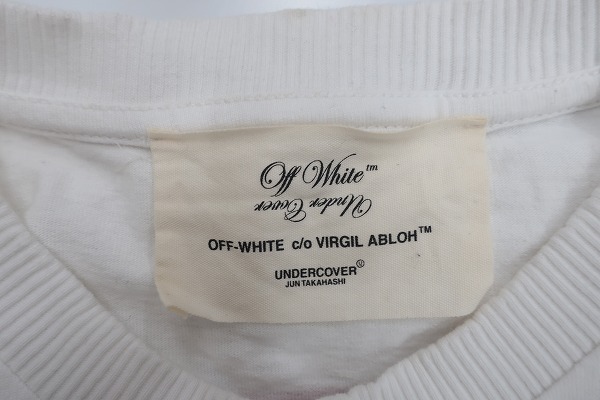 Off White™
Under Cover
OFF-WHITE c/o VIRGIL ABLOH™
UNDERCOVER
JUN TAKAHASHI